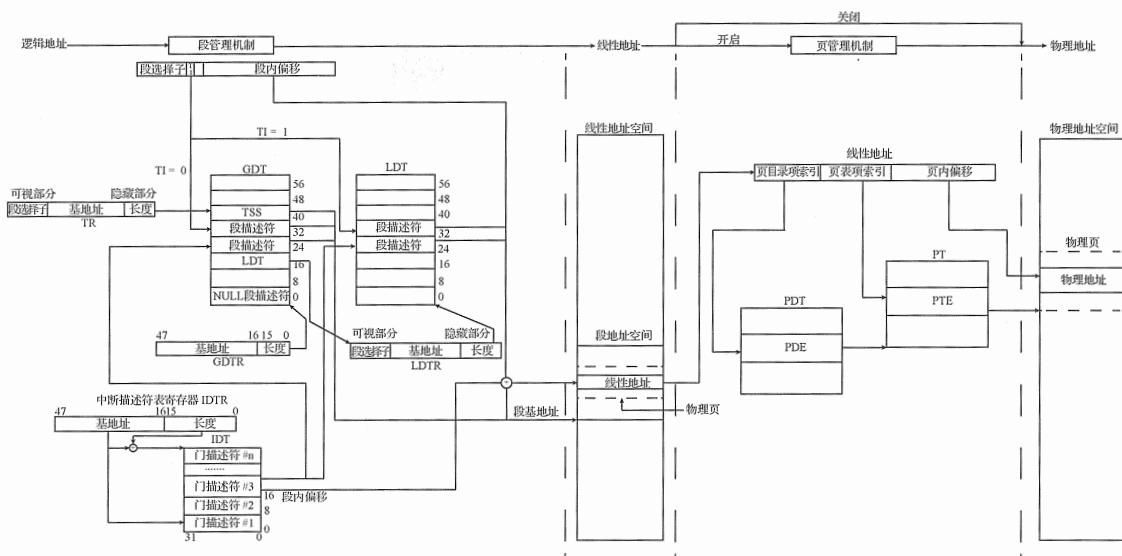 关闭
逻辑地址
段管理机制
线性地址
开启
页管理机制
物理地址
段选择子
段内偏移
TI = 1
TI = 0
线性地址空间
物理地址空间
线性地址
页目录项索引
页表项索引
页内偏移
GDT
LDT
可视部分
隐藏部分
段选择子
基地址
长度
TR
56
48
TSS
40
段描述符
32
段描述符
24
LDT
16
8
NULL段描述符
0
56
48
40
段描述符
32
段描述符
24
16
8
0
47
16 15
0
基地址
长度
GDTR
可视部分
隐藏部分
段选择子
基地址
长度
LDTR
段地址空间
线性地址
段基地址
物理页
PDT
PDE
PT
PTE
物理页
物理地址
中断描述符表寄存器 IDTR
47
1615
0
基地址
长度
IDT
门描述符 #n
.......
门描述符 #3
16
段内偏移
门描述符 #2
8
门描述符 #1
0
31
0